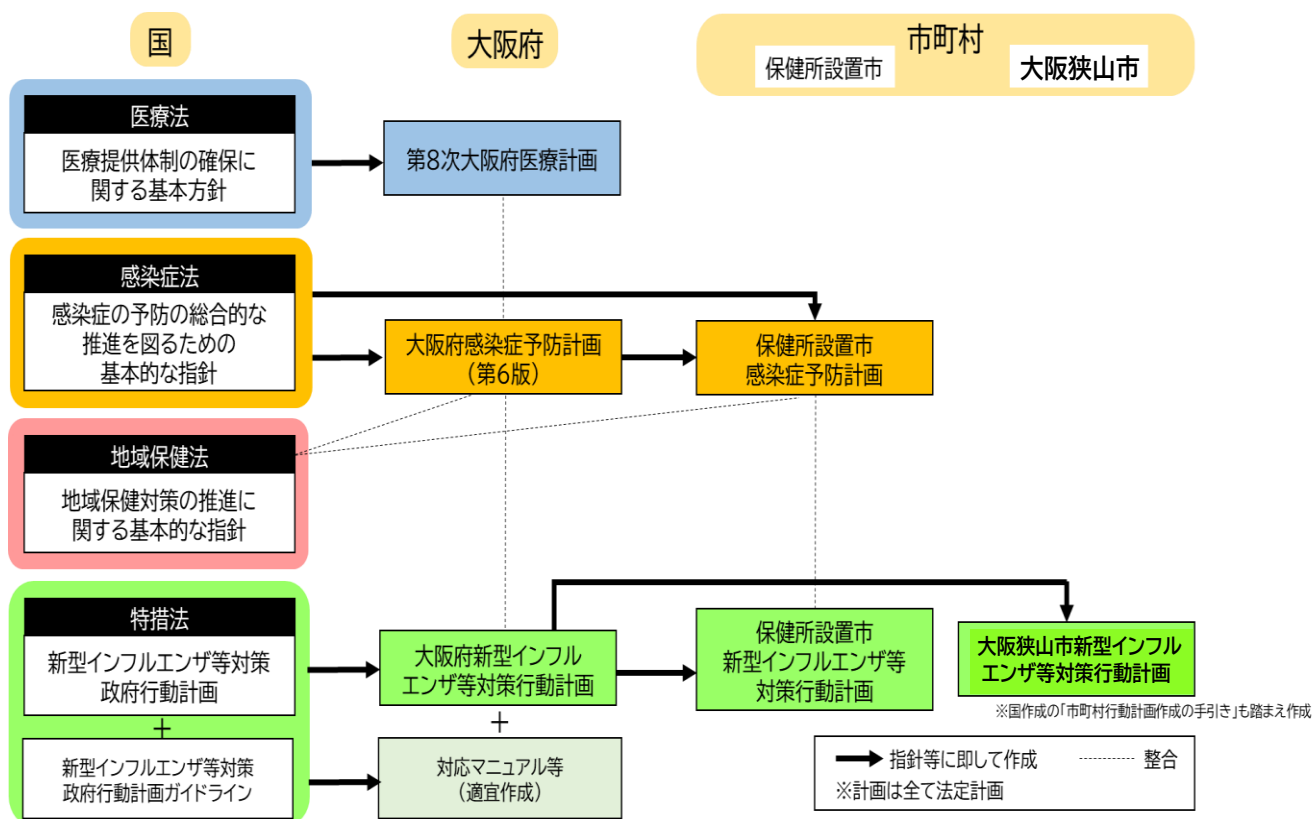 国
大阪府
市町村
保健所設置市
大阪狭山市
医療法
医療提供体制の確保に
関する基本方針
第8次大阪府医療計画
感染症法
感染症の予防の総合的な
推進を図るための
基本的な指針
大阪府感染症予防計画
（第6版）
保健所設置市
感染症予防計画
地域保健法
地域保健対策の推進に
関する基本的な指針
特措法
新型インフルエンザ等対策
政府行動計画
＋
新型インフルエンザ等対策
政府行動計画ガイドライン
大阪府新型インフル
エンザ等対策行動計画
＋
対応マニュアル等
（適宜作成）
保健所設置市
新型インフルエンザ等
対策行動計画
大阪狭山市新型インフル
エンザ等対策行動計画
※国作成の「市町村行動計画作成の手引き」も踏まえ作成
指針等に即して作成
整合
※計画は全て法定計画